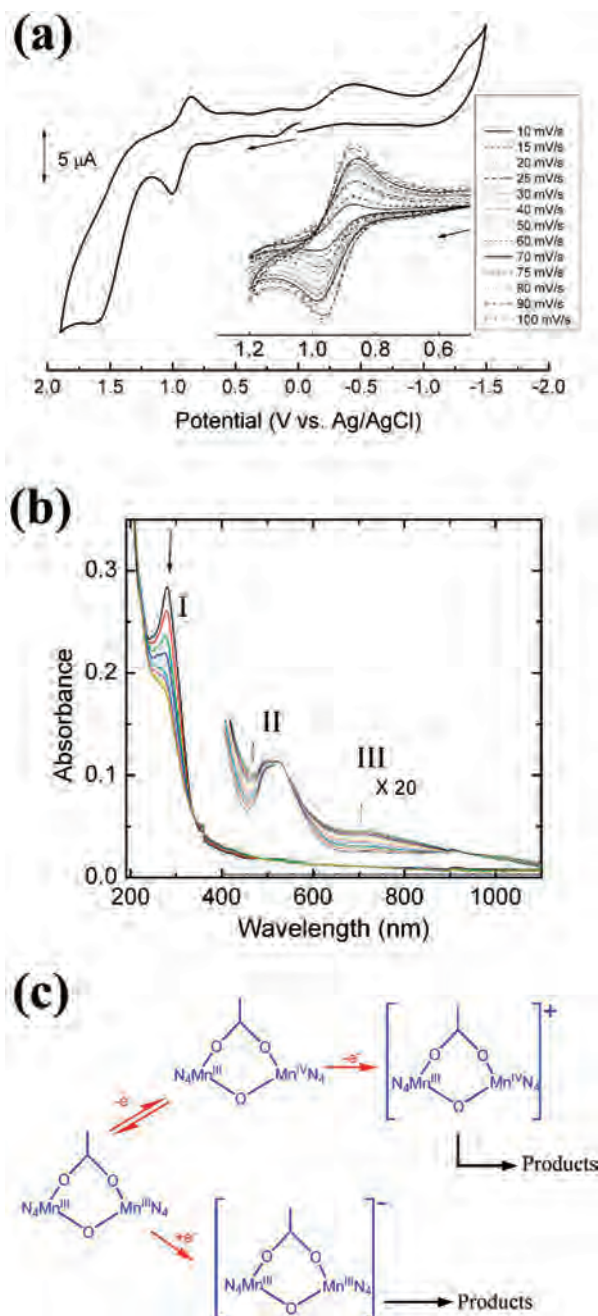 (a)
5 µA
10 mV/s
15 mV/s
20 mV/s
25 mV/s
30 mV/s
40 mV/s
50 mV/s
60 mV/s
70 mV/s
75 mV/s
80 mV/s
90 mV/s
100 mV/s
1.2 1.0 0.8 0.6
2.0 1.5 1.0 0.5 0.0 -0.5 -1.0 -1.5 -2.0
Potential (V vs. Ag/AgCl)
(b)
Absorbance
0.3
0.2
0.1
0.0
I
II
III
X 20
200 400 600 800 1000
Wavelength (nm)
(c)
O O
N₄Mnᴵᴵᴵ MnᴵⱽN₄
O
-e⁻
-e⁻
+
O O
N₄Mnᴵᴵᴵ Mnᴵⱽ N₄
O
Products
O O
N₄Mnᴵᴵᴵ MnᴵᴵᴵN₄
O
+e⁻
-
O O
N₄Mnᴵᴵᴵ MnᴵᴵᴵN₄
O
Products